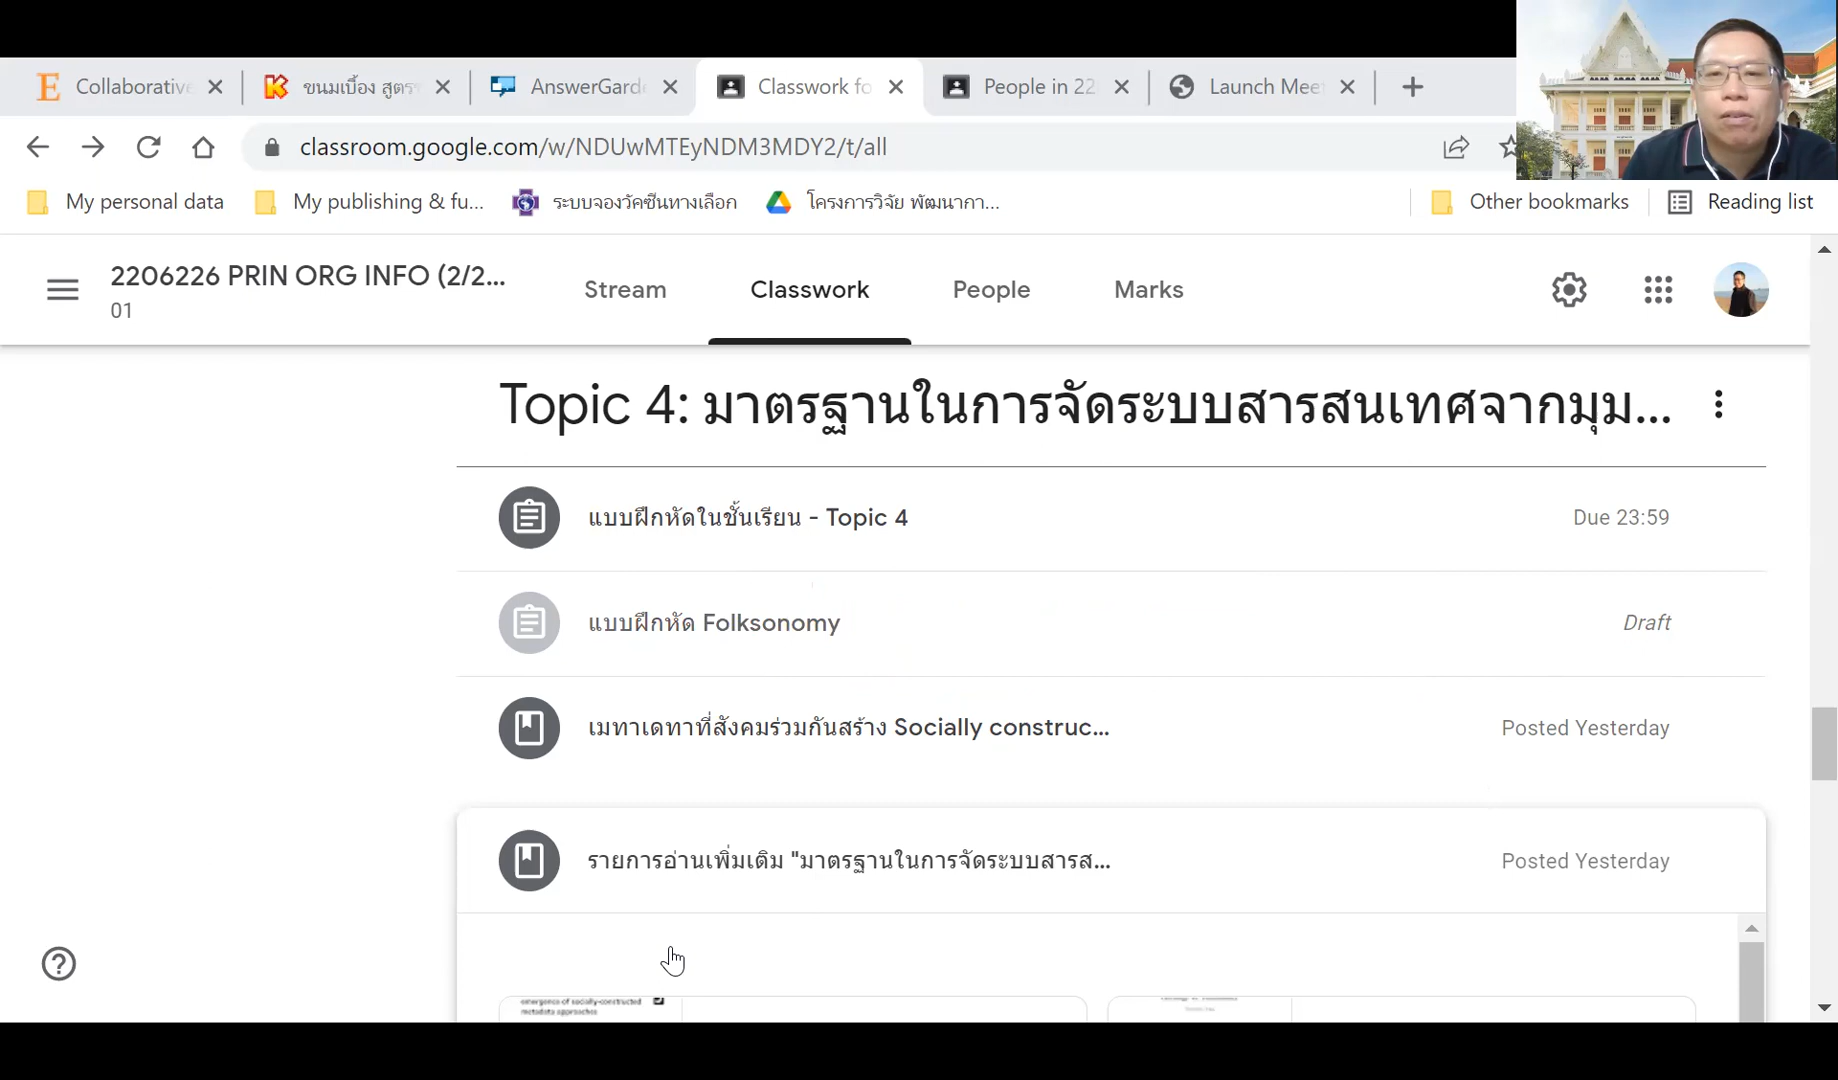 Collaborative
ขนมเบื้อง สูตร
AnswerGard
Classwork fo
People in 22
Launch Mee
classroom.google.com/w/NDUwMTEyNDM3MDY2/t/all
My personal data
My publishing & fu...
ระบบจองวัคซีนทางเลือก
โครงการวิจัย พัฒนากา...
Other bookmarks
Reading list
2206226 PRIN ORG INFO (2/2...
01
Stream
Classwork
People
Marks
Topic 4: มาตรฐานในการจัดระบบสารสนเทศจากมุม...
แบบฝึกหัดในชั้นเรียน - Topic 4
Due 23:59
แบบฝึกหัด Folksonomy
Draft
เมทาเดทาที่สังคมร่วมกันสร้าง Socially construc...
Posted Yesterday
รายการอ่านเพิ่มเติม "มาตรฐานในการจัดระบบสารส...
Posted Yesterday
emergence of socially-constructed
metadata approaches